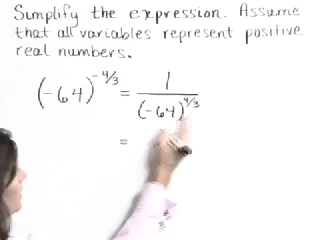 Simplify the expression. Assume
that all variables represent positive
real numbers.
(-64)^{-4/3} = 1/(-64)^{4/3}
=